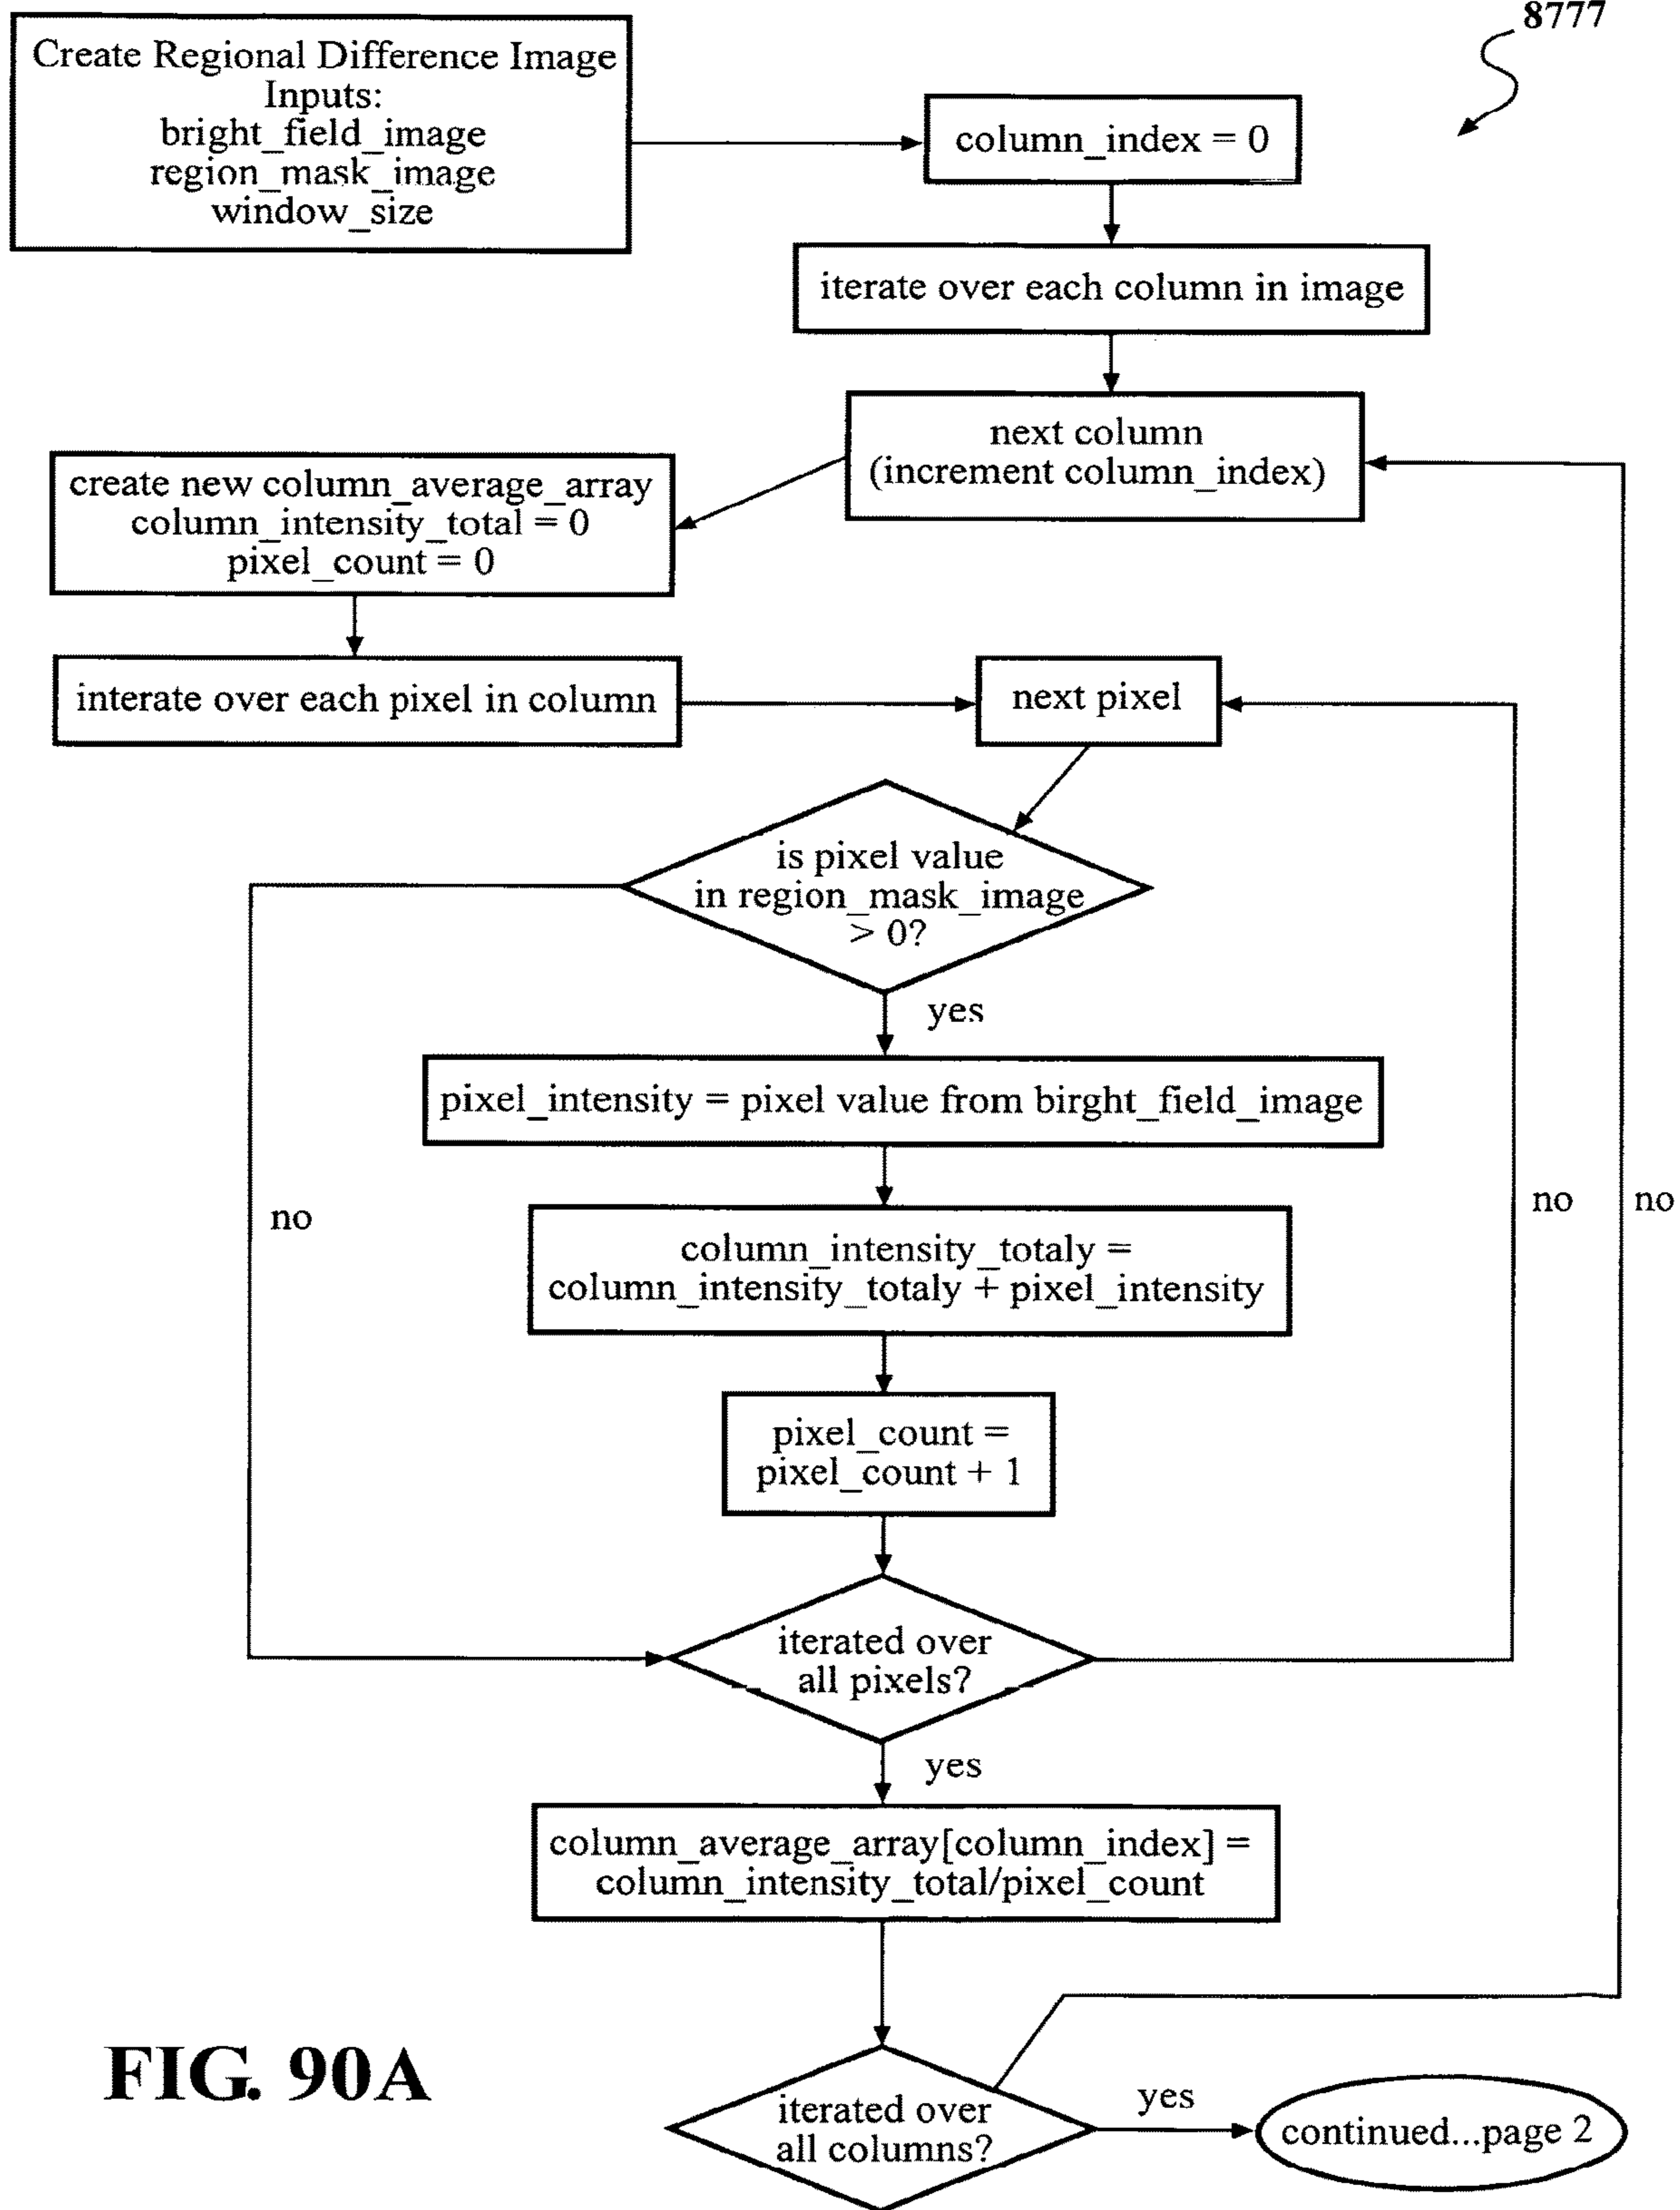 8777
Create Regional Difference Image
Inputs:
bright_field_image
region_mask_image
window_size
column_index = 0
iterate over each column in image
next column
(increment column_index)
create new column_average_array
column_intensity_total = 0
pixel_count = 0
interate over each pixel in column
next pixel
is pixel value
in region_mask_image
> 0?
yes
pixel_intensity = pixel value from birght_field_image
no
no
no
column_intensity_totaly =
column_intensity_totaly + pixel_intensity
pixel_count =
pixel_count + 1
iterated over
all pixels?
yes
column_average_array[column_index] =
column_intensity_total/pixel_count
FIG. 90A
iterated over
all columns?
yes
continued...page 2